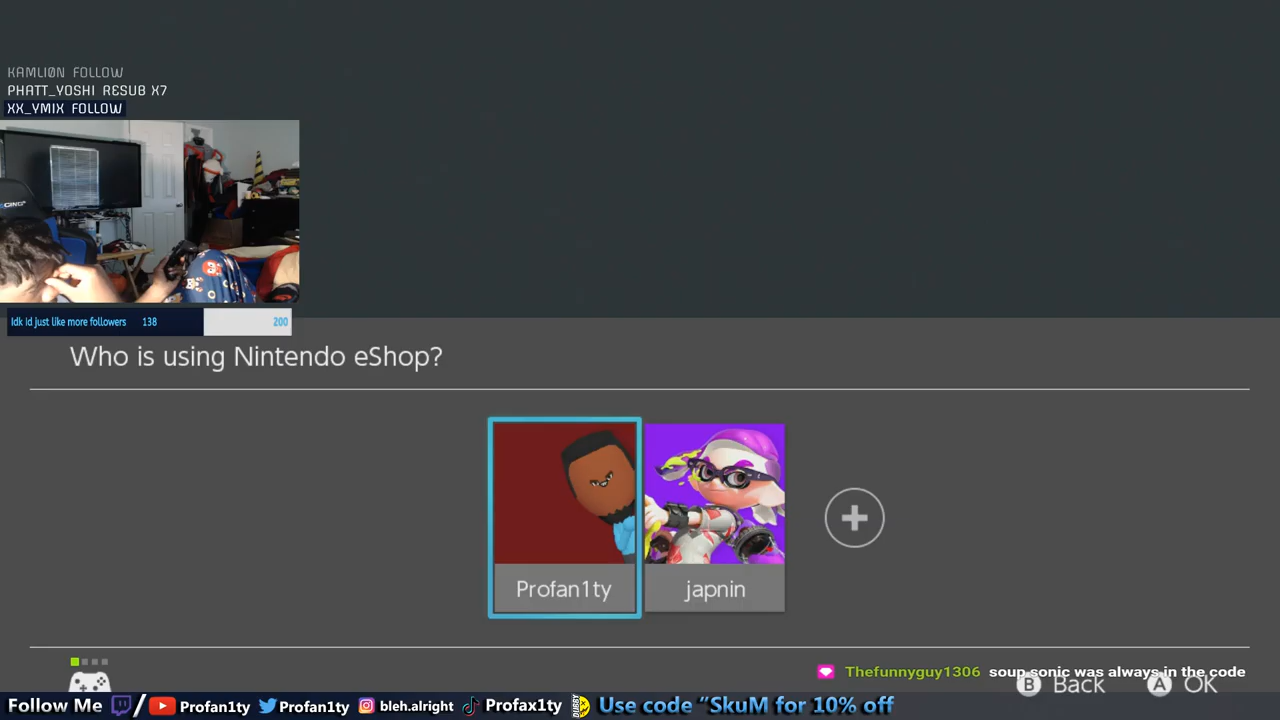 KAMLIØN FOLLOW
PHATT_YOSHI RESUB X7
XX_YMIX FOLLOW
Idk Id just like more followers 138 200
Who is using Nintendo eShop?
Profan1ty
japnin
Thefunnyguy1306 soup sonic was always in the code
B Back A OK
Follow Me / Profan1ty Profan1ty bleh.alright Profax1ty DUBBY Use code "SkuM for 10% off